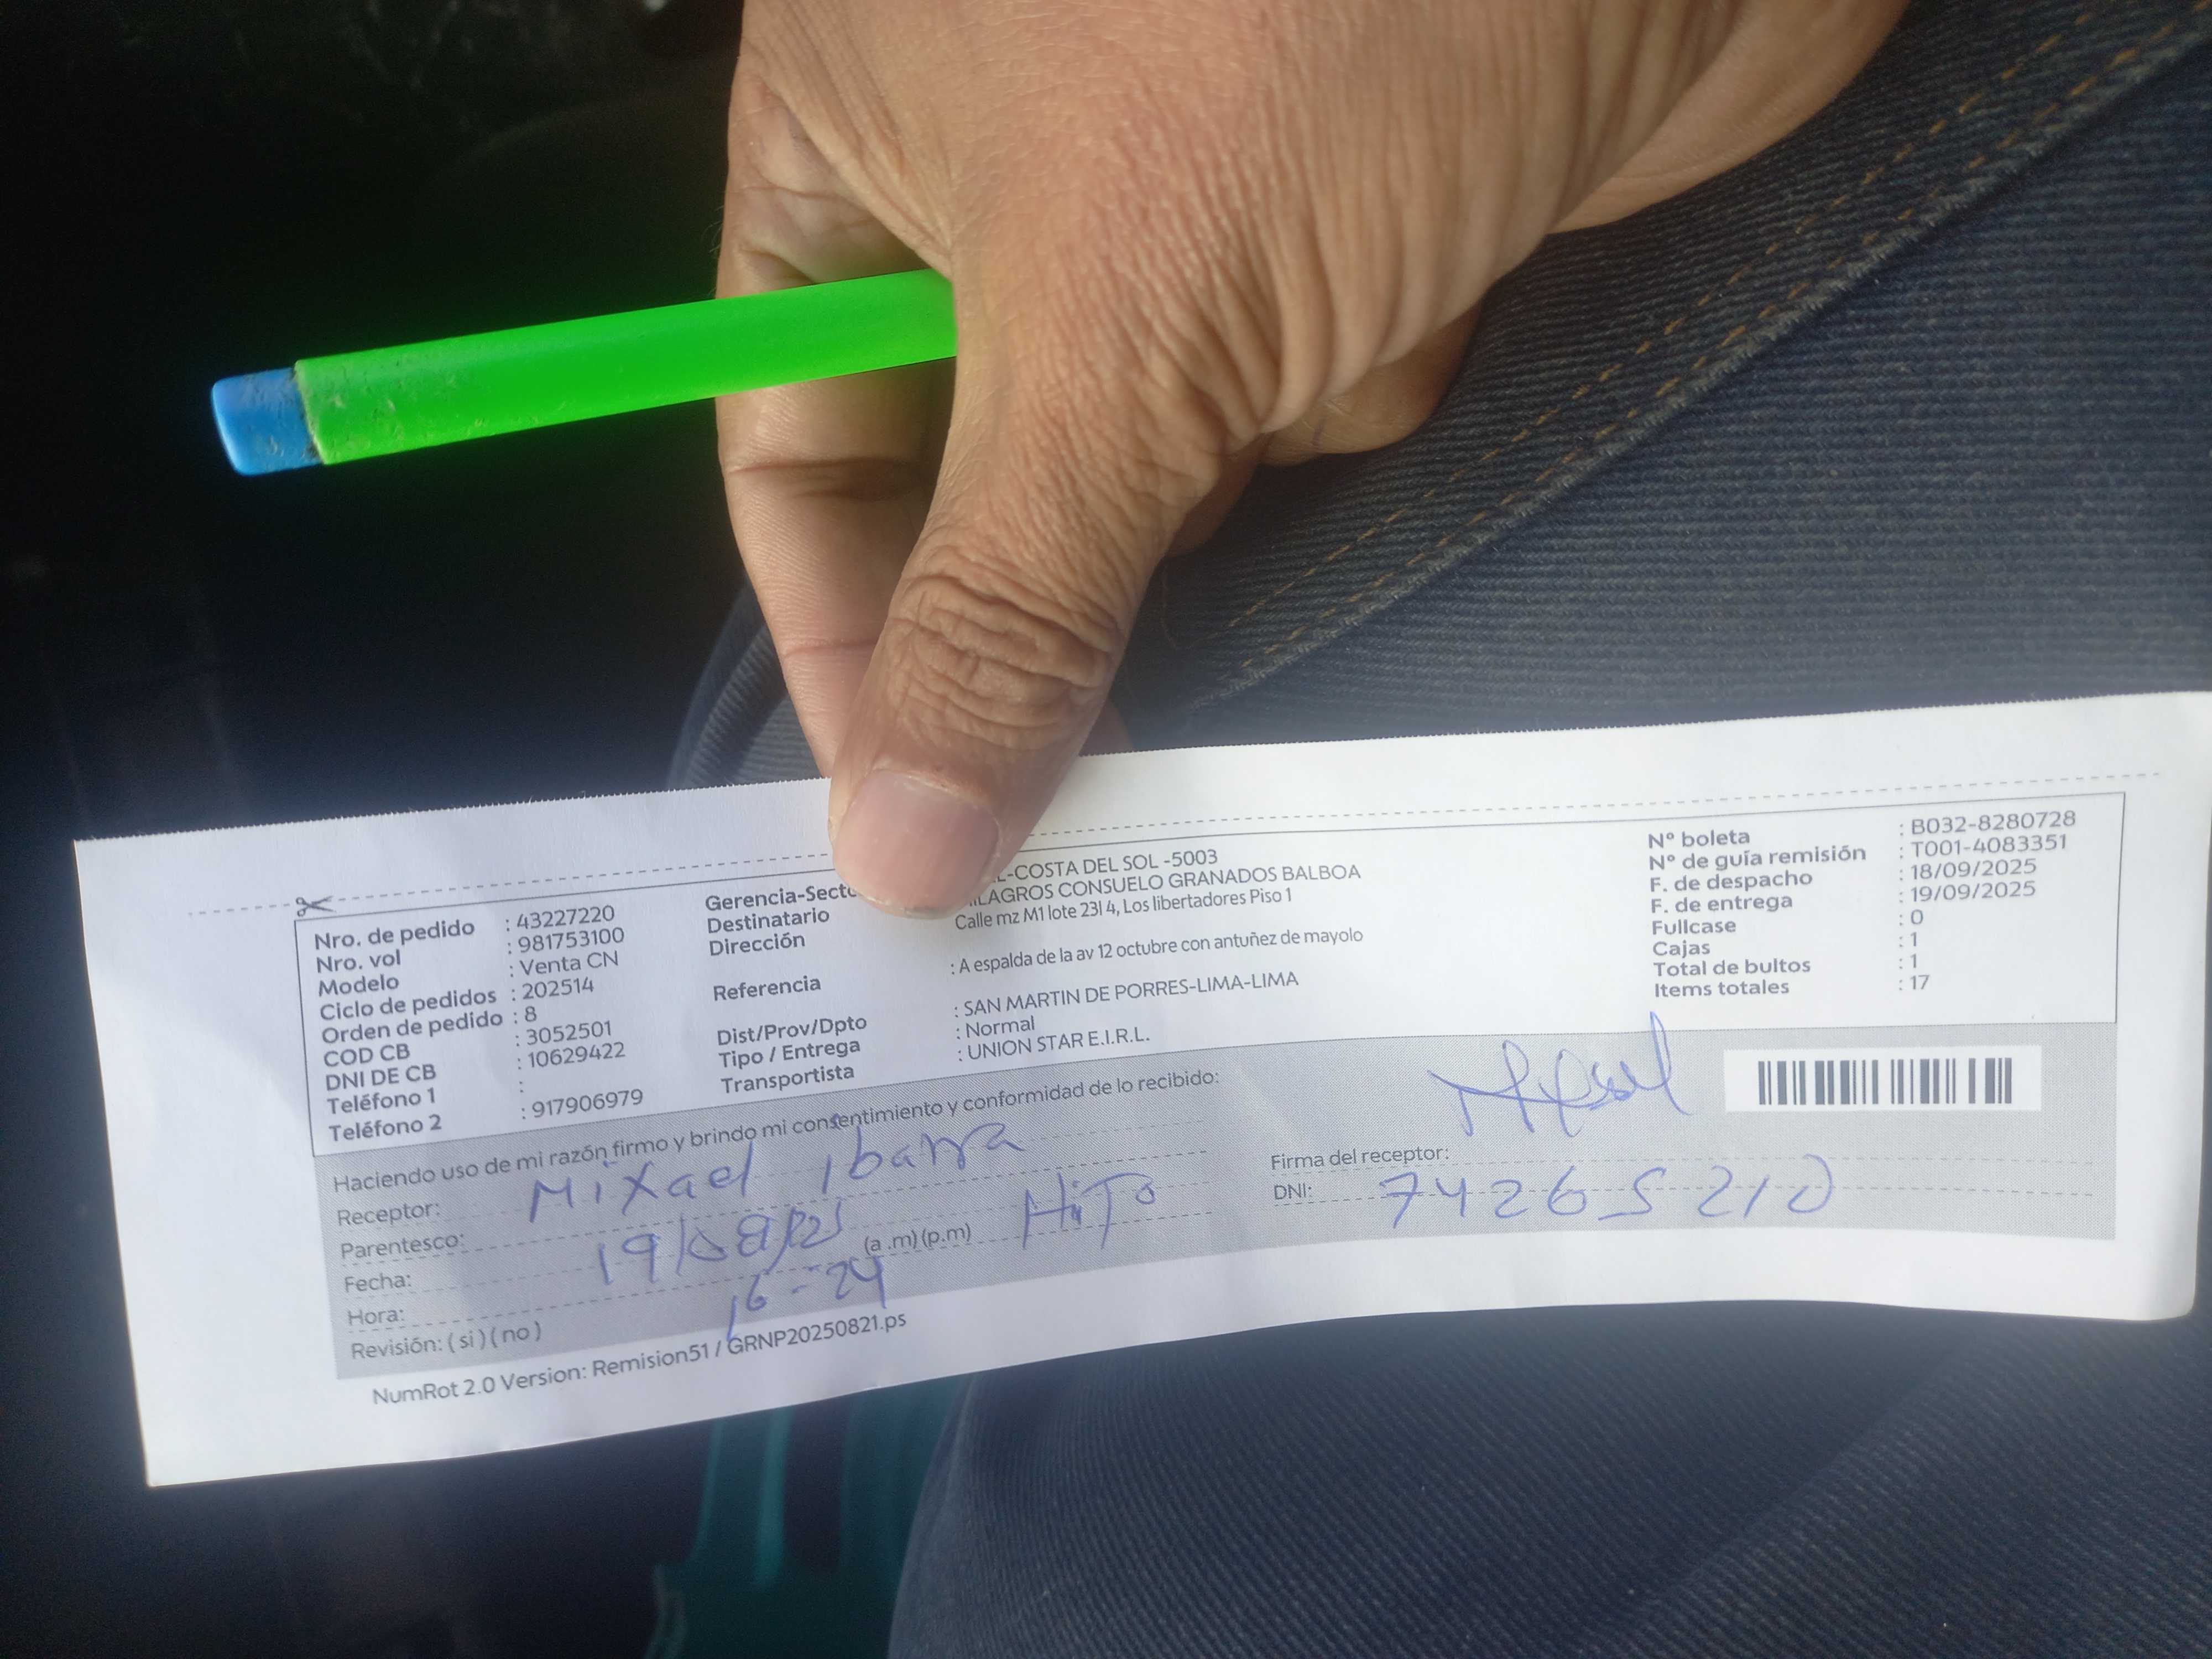 Nro. de pedido : 43227220
Nro. vol : 981753100
Modelo : Venta CN
Ciclo de pedidos : 202514
Orden de pedido : 8
COD CB : 3052501
DNI DE CB : 10629422
Teléfono 1 :
Teléfono 2 : 917906979
Gerencia-Secto L-COSTA DEL SOL -5003
Destinatario LAGROS CONSUELO GRANADOS BALBOA
Dirección Calle mz M1 lote 23l 4, Los libertadores Piso 1
Referencia : A espalda de la av 12 octubre con antuñez de mayolo
Dist/Prov/Dpto : SAN MARTIN DE PORRES-LIMA-LIMA
Tipo / Entrega : Normal
Transportista : UNION STAR E.I.R.L.
N° boleta : B032-8280728
N° de guía remisión : T001-4083351
F. de despacho : 18/09/2025
F. de entrega : 19/09/2025
Fullcase : 0
Cajas : 1
Total de bultos : 1
Items totales : 17
Haciendo uso de mi razón firmo y brindo mi consentimiento y conformidad de lo recibido:
Receptor: Mixael ibarra
Parentesco: HiJo
Fecha: 19/09/25
Hora: 16-24 (a .m) (p.m)
Revisión: ( si ) ( no )
Firma del receptor:
DNI: 74265210
NumRot 2.0 Version: Remision51 / GRNP20250821.ps